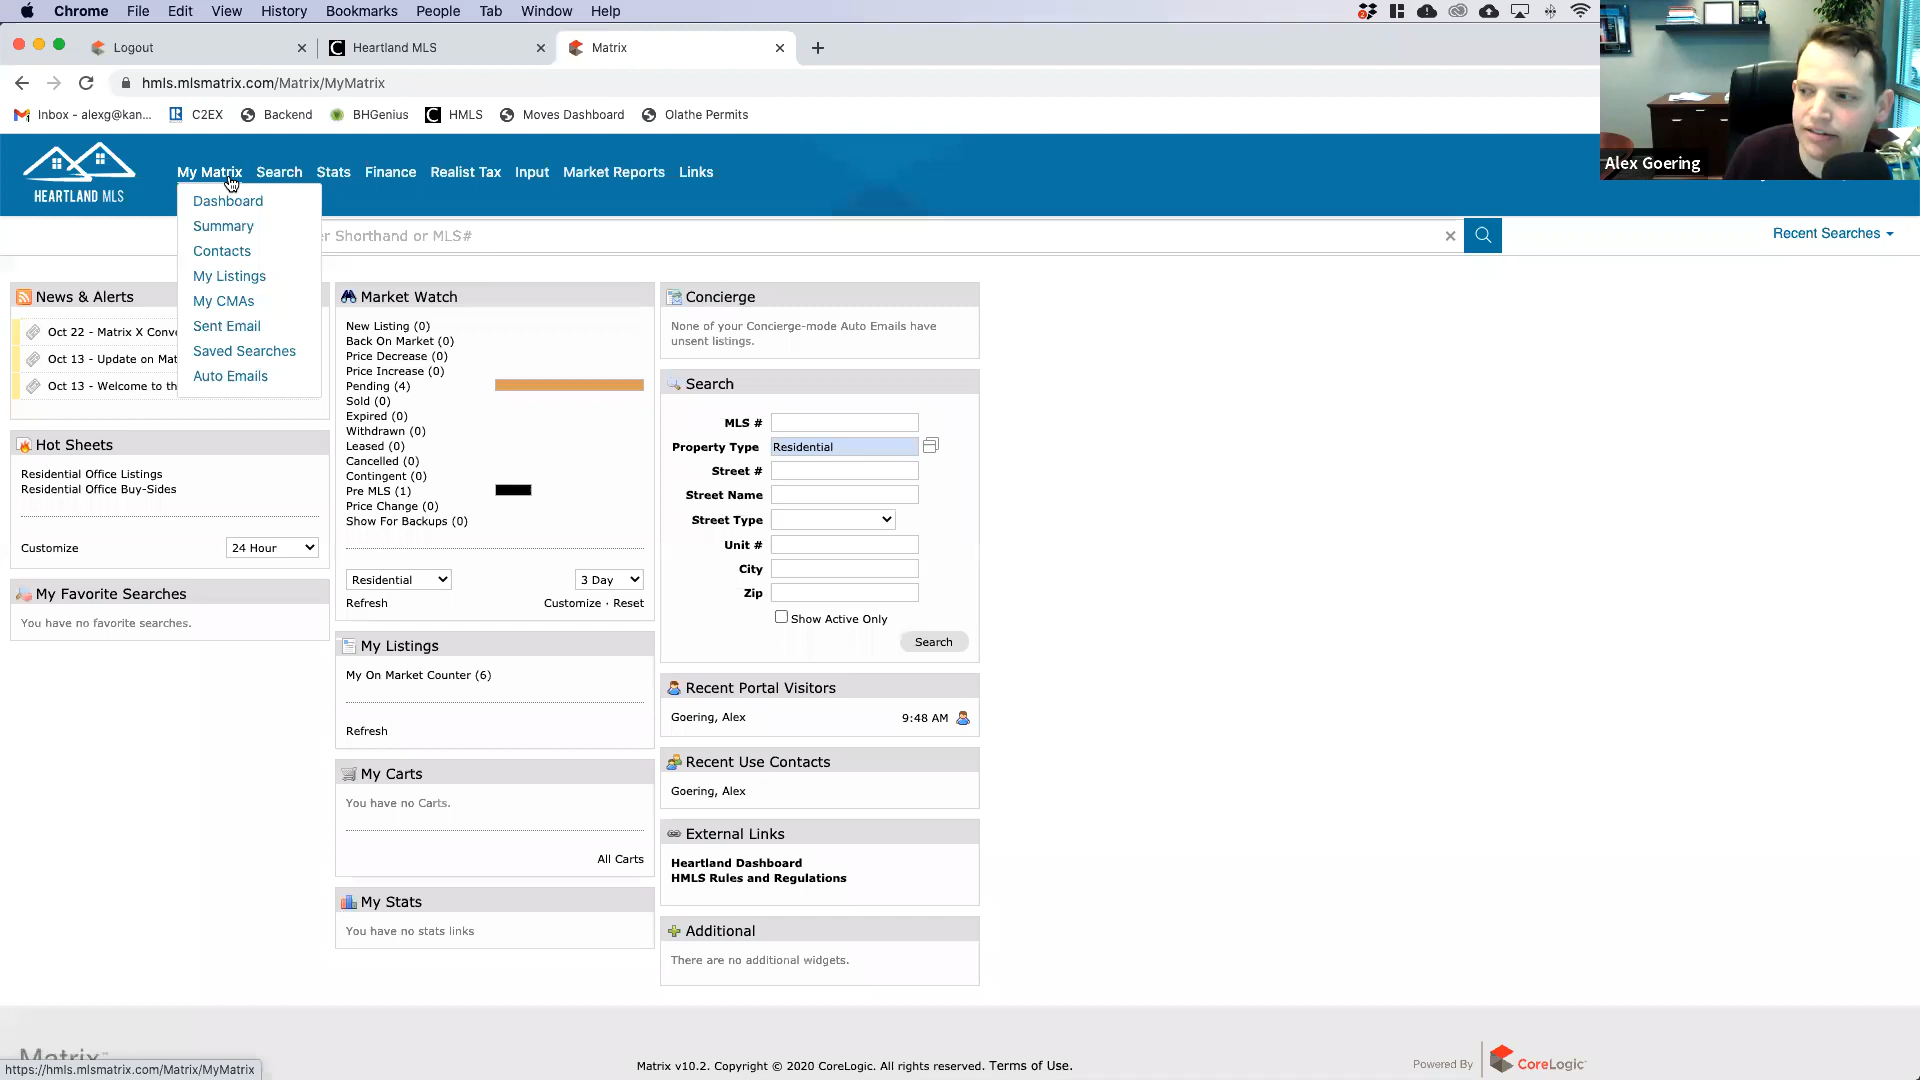 Chrome File Edit View History Bookmarks People Tab Window Help
2
Logout
Heartland MLS
Matrix
hmls.mlsmatrix.com/Matrix/MyMatrix
Inbox - alexg@kan...
C2EX
Backend
BHGenius
HMLS
Moves Dashboard
Olathe Permits
Alex Goering
HEARTLAND MLS
My Matrix Search Stats Finance Realist Tax Input Market Reports Links
Dashboard
Summary
Contacts
My Listings
My CMAs
Sent Email
Saved Searches
Auto Emails
er Shorthand or MLS#
Recent Searches
News & Alerts
Oct 22 - Matrix X Conve
Oct 13 - Update on Mat
Oct 13 - Welcome to th
Hot Sheets
Residential Office Listings
Residential Office Buy-Sides
Customize
24 Hour
My Favorite Searches
You have no favorite searches.
Market Watch
New Listing (0)
Back On Market (0)
Price Decrease (0)
Price Increase (0)
Pending (4)
Sold (0)
Expired (0)
Withdrawn (0)
Leased (0)
Cancelled (0)
Contingent (0)
Pre MLS (1)
Price Change (0)
Show For Backups (0)
Residential
3 Day
Refresh
Customize · Reset
My Listings
My On Market Counter (6)
Refresh
My Carts
You have no Carts.
All Carts
My Stats
You have no stats links
Concierge
None of your Concierge-mode Auto Emails have
unsent listings.
Search
MLS #
Property Type Residential
Street #
Street Name
Street Type
Unit #
City
Zip
Show Active Only
Search
Recent Portal Visitors
Goering, Alex 9:48 AM
Recent Use Contacts
Goering, Alex
External Links
Heartland Dashboard
HMLS Rules and Regulations
Additional
There are no additional widgets.
Matrix™
https://hmls.mlsmatrix.com/Matrix/MyMatrix
Matrix v10.2. Copyright © 2020 CoreLogic. All rights reserved. Terms of Use.
Powered By
CoreLogic